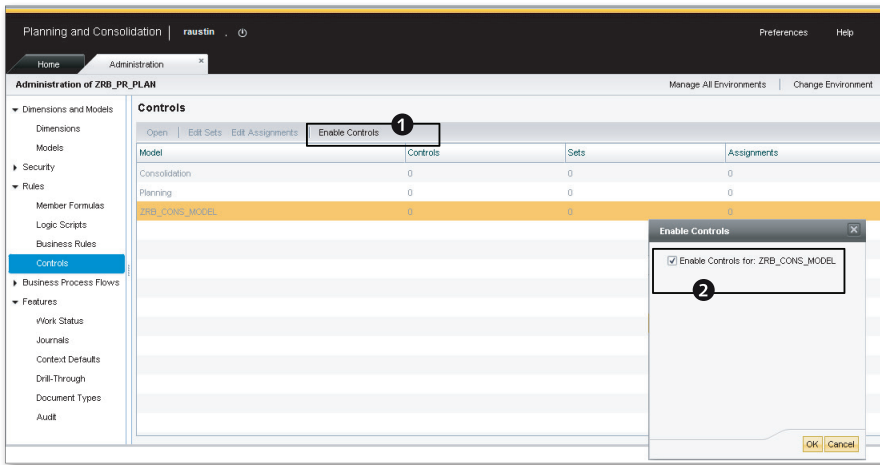 Planning and Consolidation | raustin . Preferences Help
Home Administration ×
Administration of ZRB_PR_PLAN Manage All Environments | Change Environment
Dimensions and Models
Dimensions
Models
Security
Rules
Member Formulas
Logic Scripts
Business Rules
Controls
Business Process Flows
Features
Work Status
Journals
Context Defaults
Drill-Through
Document Types
Audit
Controls
Open | Edit Sets Edit Assignments | Enable Controls 1
Model Controls Sets Assignments
Consolidation 0 0 0
Planning 0 0 0
ZRB_CONS_MODEL 0 0 0
Enable Controls
Enable Controls for: ZRB_CONS_MODEL
2
OK Cancel